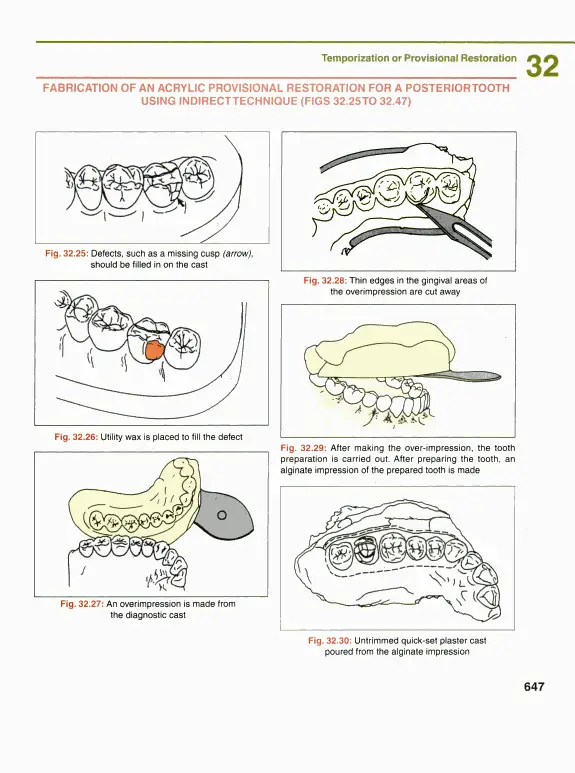 Temporization or Provisional Restoration
32
FABRICATION OF AN ACRYLIC PROVISIONAL RESTORATION FOR A POSTERIOR TOOTH
USING INDIRECT TECHNIQUE (FIGS 32.25 TO 32.47)
Fig. 32.25: Defects, such as a missing cusp (arrow),
should be filled in on the cast
Fig. 32.26: Utility wax is placed to fill the defect
Fig. 32.27: An overimpression is made from
the diagnostic cast
Fig. 32.28: Thin edges in the gingival areas of
the overimpression are cut away
Fig. 32.29: After making the over-impression, the tooth
preparation is carried out. After preparing the tooth, an
alginate impression of the prepared tooth is made
Fig. 32.30: Untrimmed quick-set plaster cast
poured from the alginate impression
647